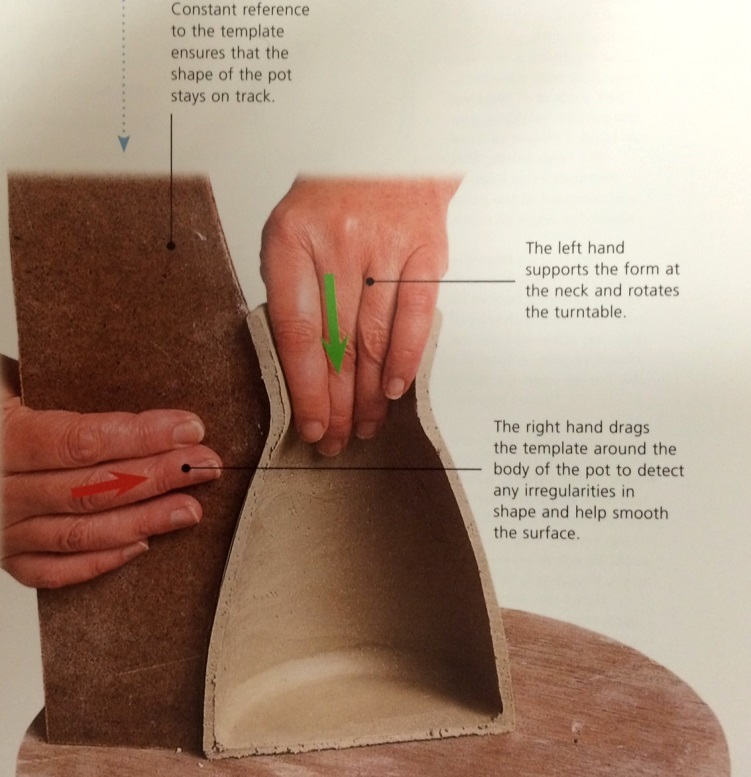 Constant reference
to the template
ensures that the
shape of the pot
stays on track.
The left hand
supports the form at
the neck and rotates
the turntable.
The right hand drags
the template around the
body of the pot to detect
any irregularities in
shape and help smooth
the surface.